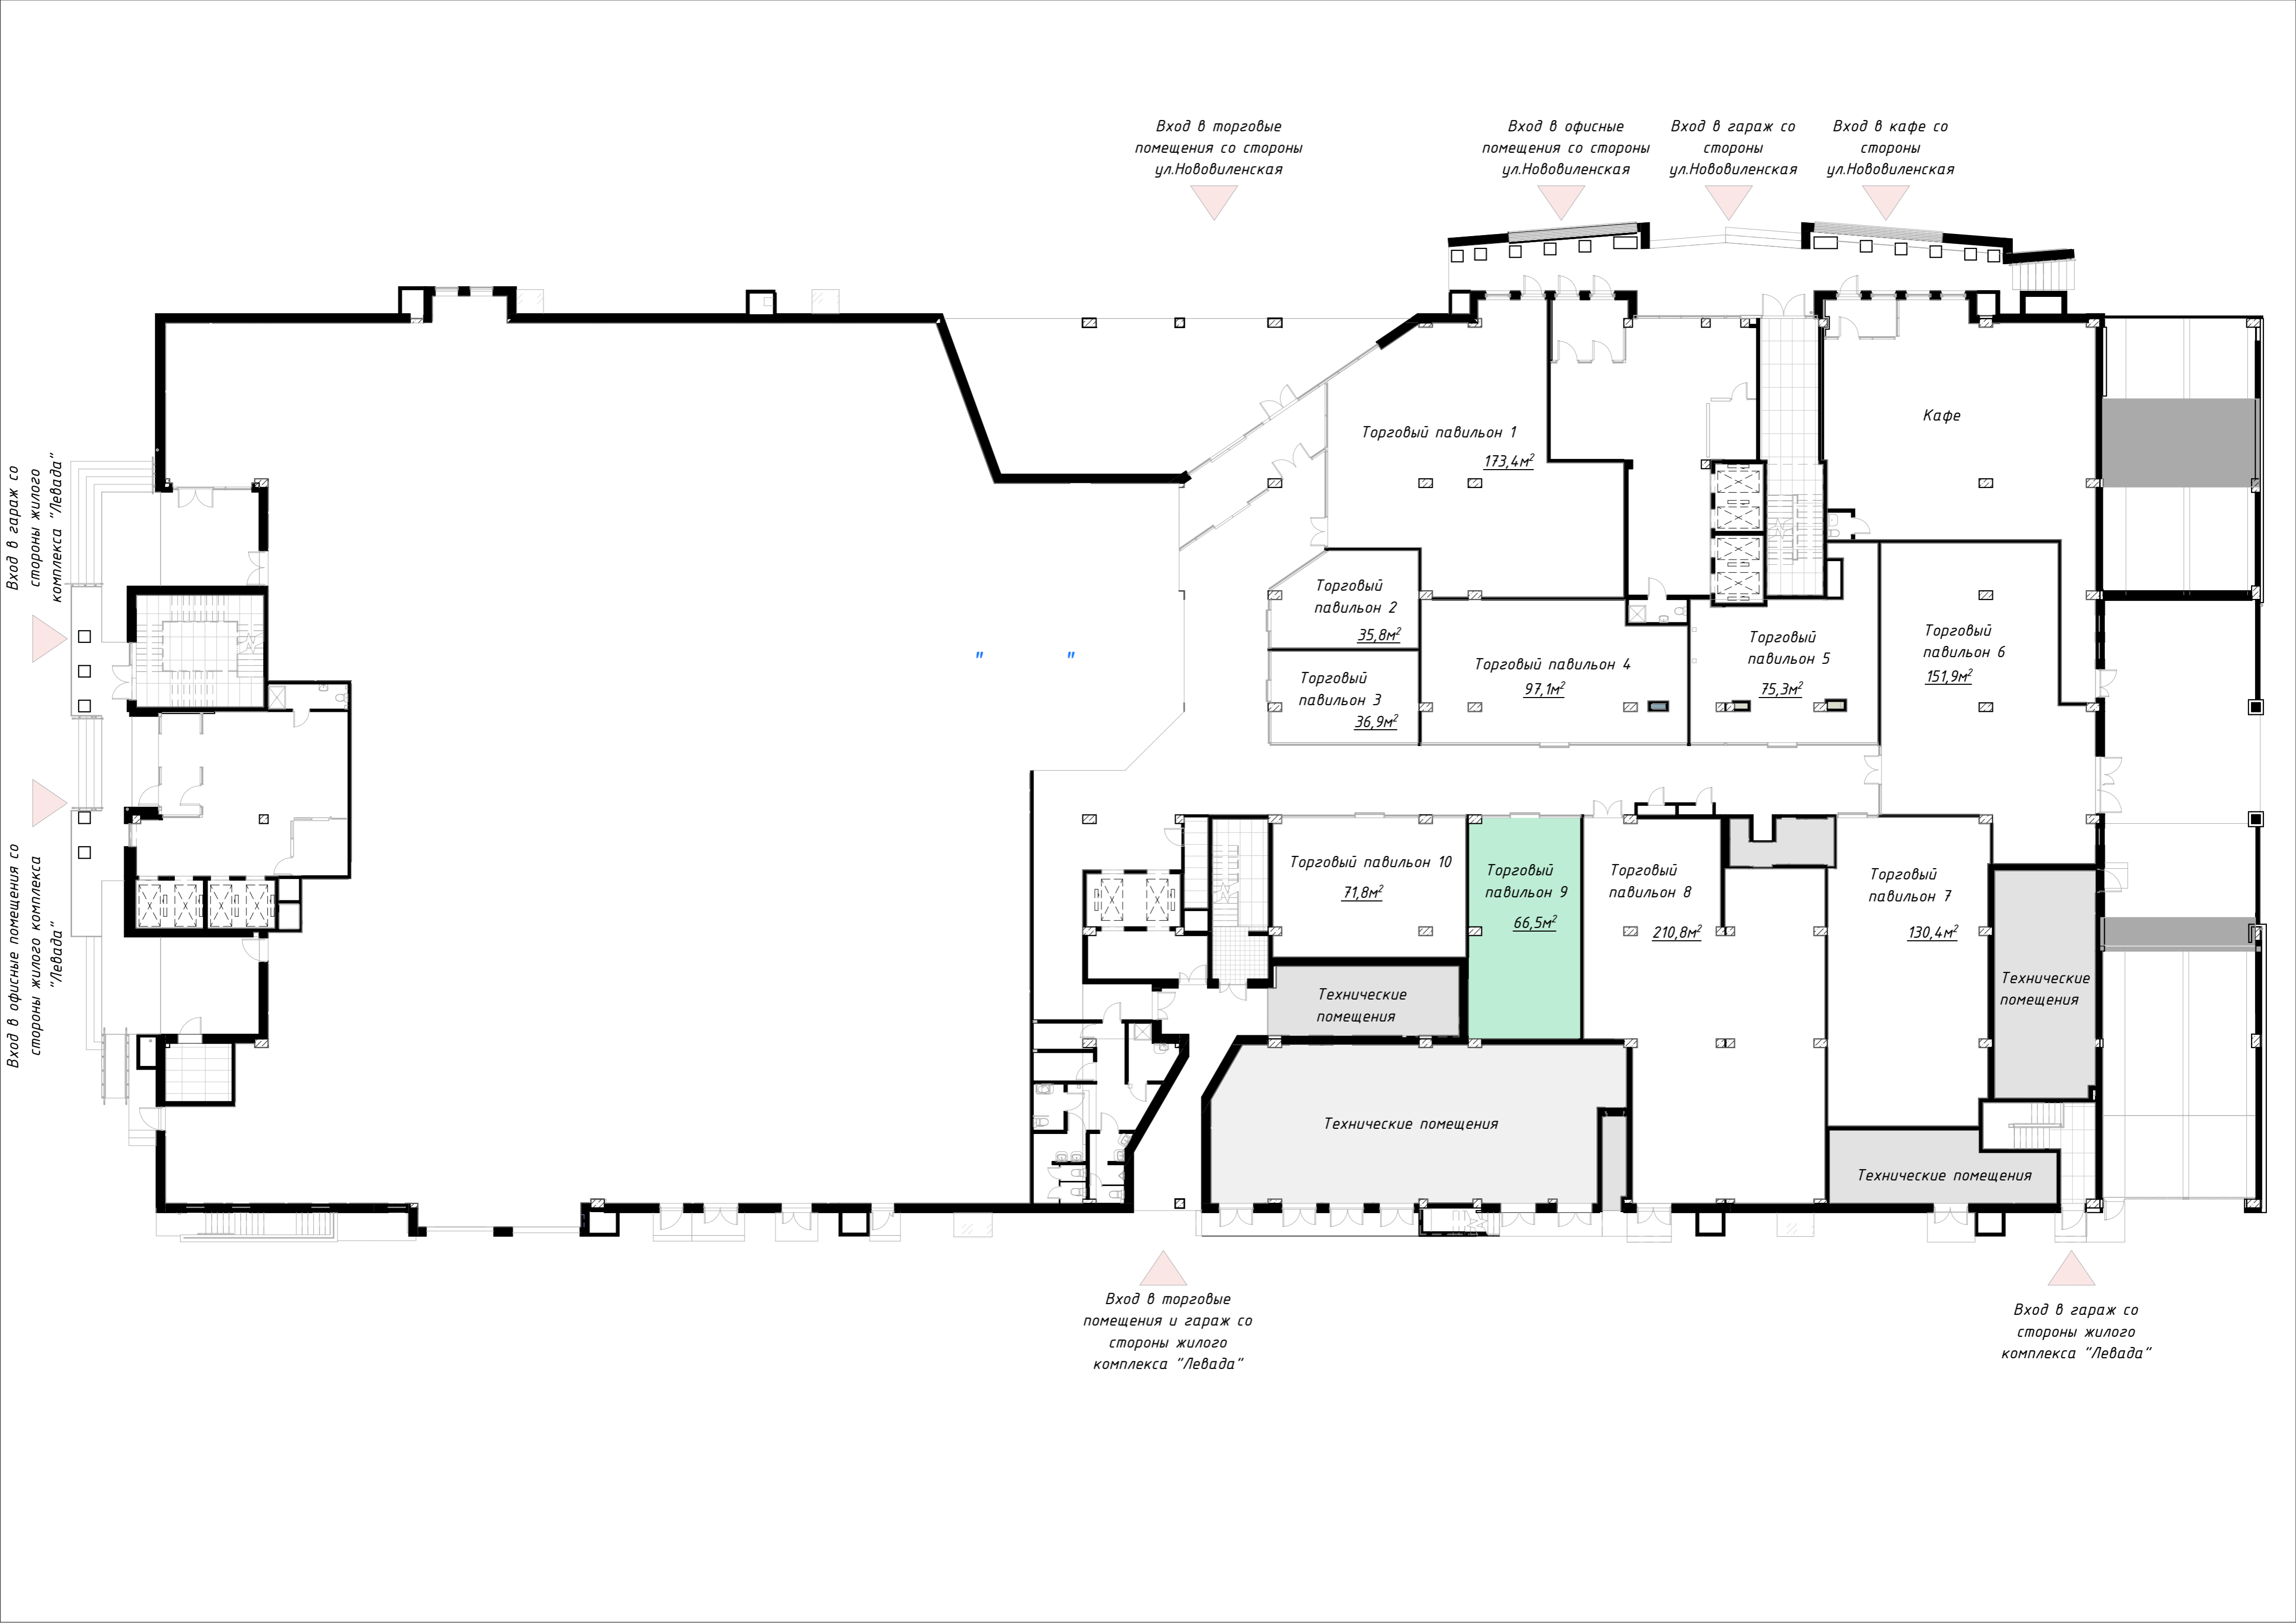 Вход в торговые
помещения со стороны
ул.Нововиленская
Вход в офисные
помещения со стороны
ул.Нововиленская
Вход в гараж со
стороны
ул.Нововиленская
Вход в кафе со
стороны
ул.Нововиленская
Вход в гараж со
стороны жилого
комплекса "Левада"
Вход в офисные помещения со
стороны жилого комплекса
"Левада"
" "
Торговый павильон 1
173,4м²
Кафе
Торговый
павильон 2
35,8м²
Торговый
павильон 3
36,9м²
Торговый павильон 4
97,1м²
Торговый
павильон 5
75,3м²
Торговый
павильон 6
151,9м²
Торговый павильон 10
71,8м²
Торговый
павильон 9
66,5м²
Торговый
павильон 8
210,8м²
Торговый
павильон 7
130,4м²
Технические
помещения
Технические
помещения
Технические помещения
Технические помещения
Вход в торговые
помещения и гараж со
стороны жилого
комплекса "Левада"
Вход в гараж со
стороны жилого
комплекса "Левада"